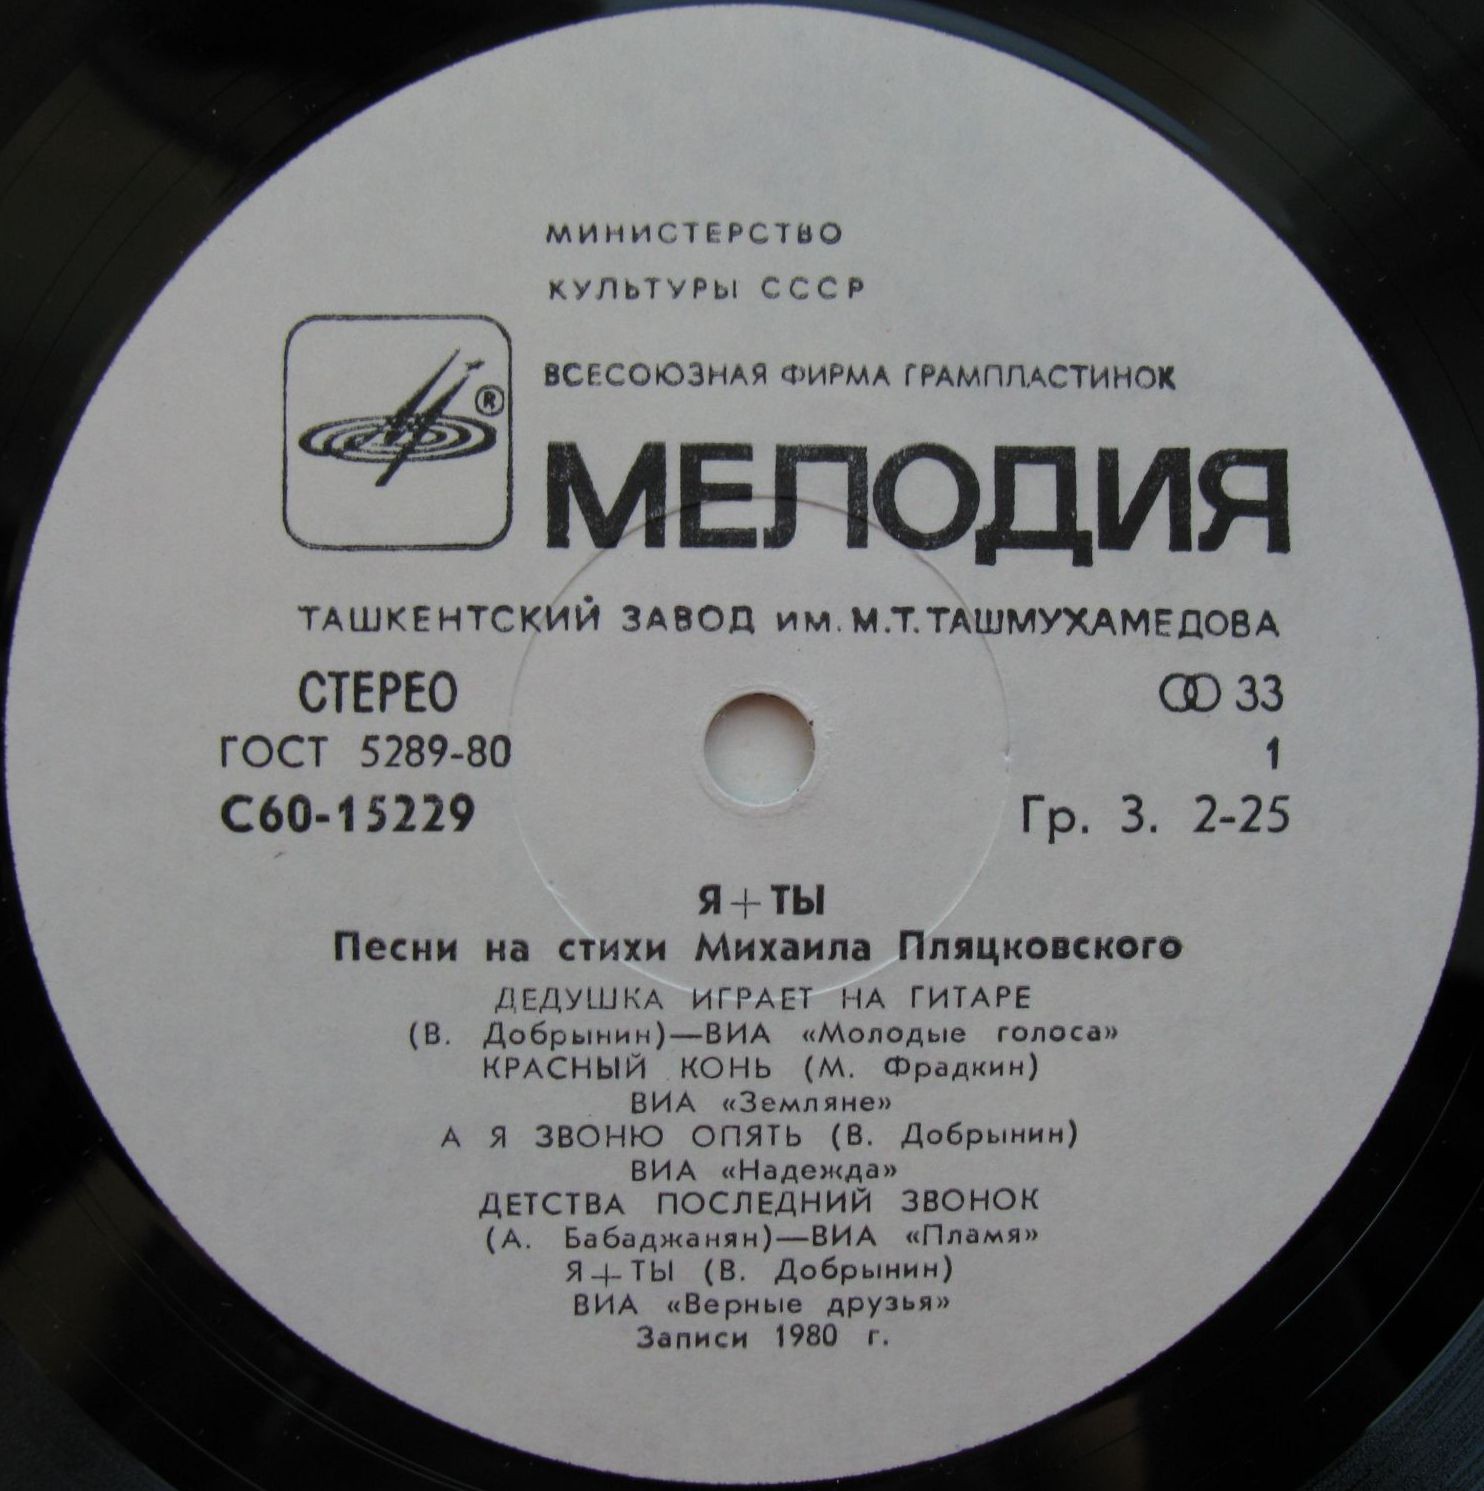 МИНИСТЕРСТВО
КУЛЬТУРЫ СССР
ВСЕСОЮЗНАЯ ФИРМА ГРАМПЛАСТИНОК
®
МЕЛОДИЯ
ТАШКЕНТСКИЙ ЗАВОД им. М.Т.ТАШМУХАМЕДОВА
СТЕРЕО 33
ГОСТ 5289-80 1
С60-15229 Гр. 3. 2-25
Я+ТЫ
Песни на стихи Михаила Пляцковского
ДЕДУШКА ИГРАЕТ НА ГИТАРЕ
(В. Добрынин)—ВИА «Молодые голоса»
КРАСНЫЙ КОНЬ (М. Фрадкин)
ВИА «Земляне»
А Я ЗВОНЮ ОПЯТЬ (В. Добрынин)
ВИА «Надежда»
ДЕТСТВА ПОСЛЕДНИЙ ЗВОНОК
(А. Бабаджанян)—ВИА «Пламя»
Я+ТЫ (В. Добрынин)
ВИА «Верные друзья»
Записи 1980 г.